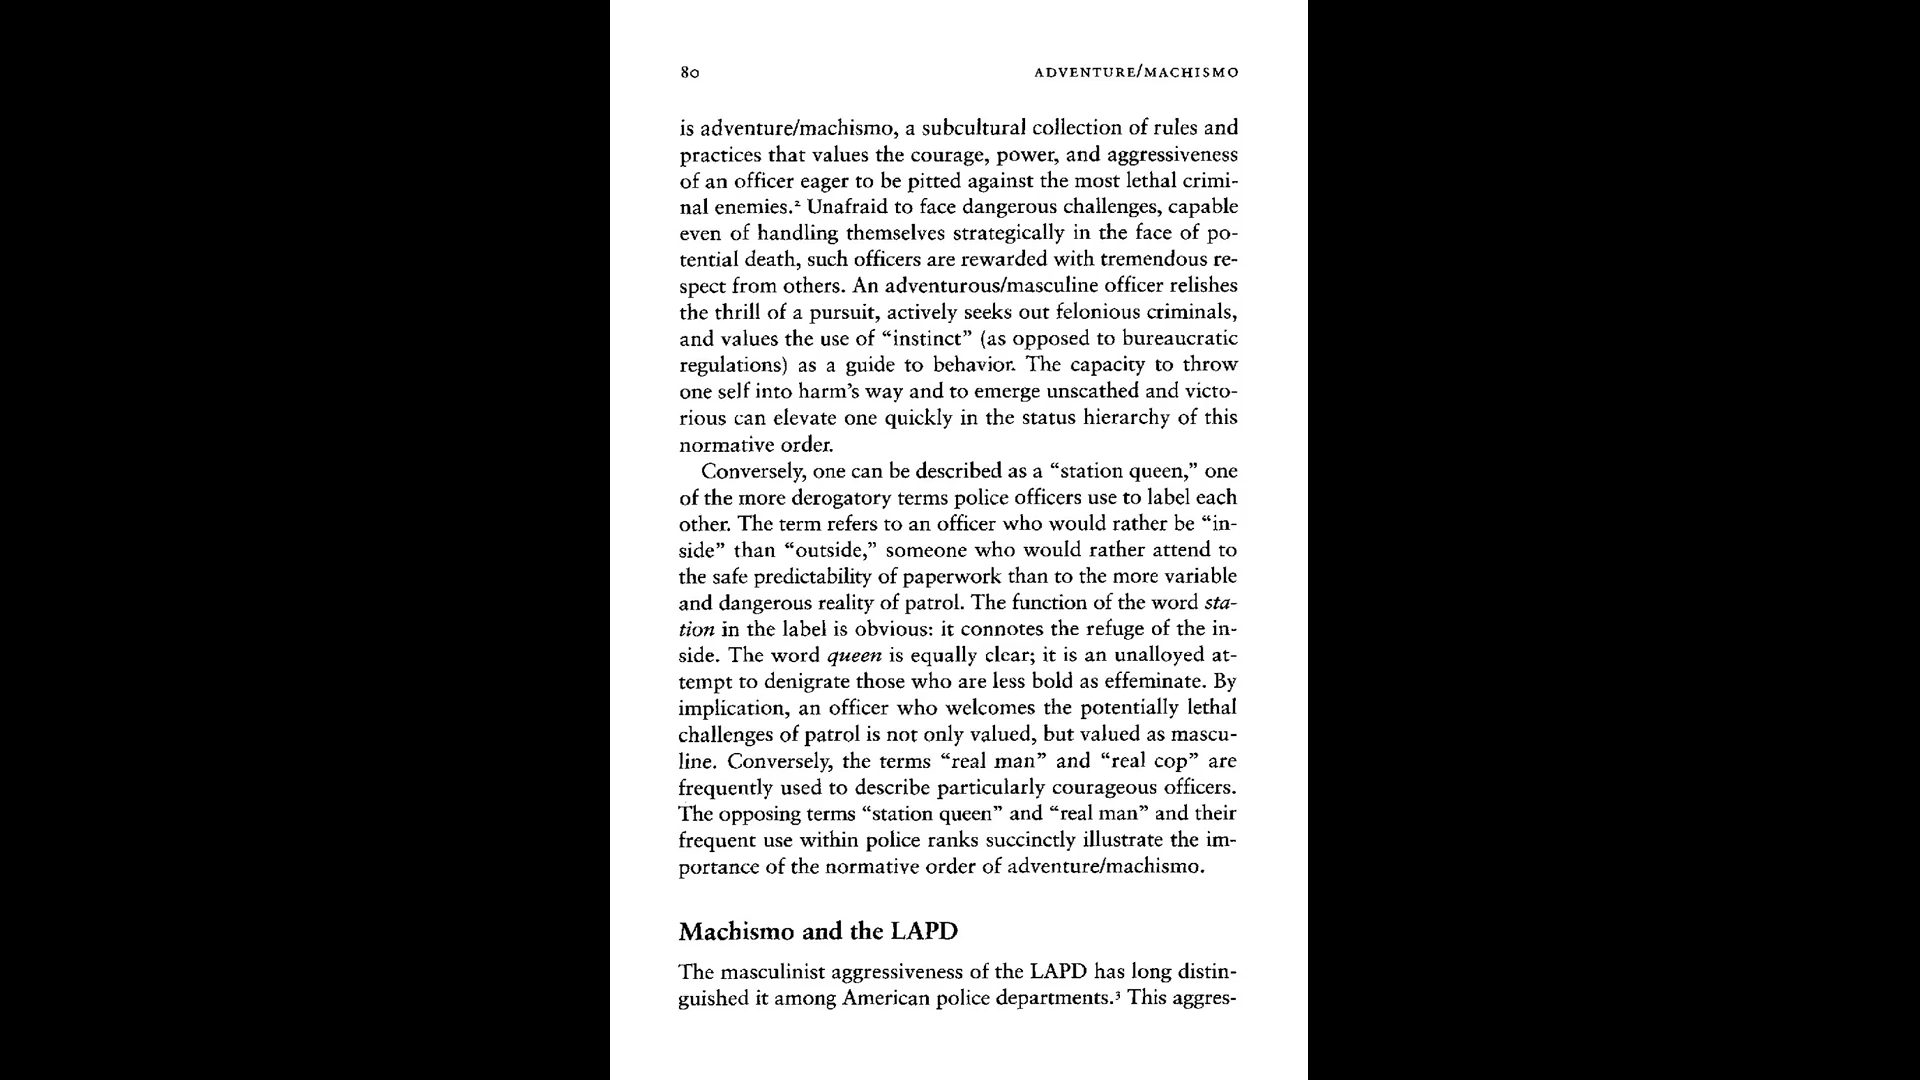 80 ADVENTURE/MACHISMO
is adventure/machismo, a subcultural collection of rules and
practices that values the courage, power, and aggressiveness
of an officer eager to be pitted against the most lethal crimi-
nal enemies.² Unafraid to face dangerous challenges, capable
even of handling themselves strategically in the face of po-
tential death, such officers are rewarded with tremendous re-
spect from others. An adventurous/masculine officer relishes
the thrill of a pursuit, actively seeks out felonious criminals,
and values the use of “instinct” (as opposed to bureaucratic
regulations) as a guide to behavior. The capacity to throw
one self into harm’s way and to emerge unscathed and victo-
rious can elevate one quickly in the status hierarchy of this
normative order.
Conversely, one can be described as a “station queen,” one
of the more derogatory terms police officers use to label each
other. The term refers to an officer who would rather be “in-
side” than “outside,” someone who would rather attend to
the safe predictability of paperwork than to the more variable
and dangerous reality of patrol. The function of the word sta-
tion in the label is obvious: it connotes the refuge of the in-
side. The word queen is equally clear; it is an unalloyed at-
tempt to denigrate those who are less bold as effeminate. By
implication, an officer who welcomes the potentially lethal
challenges of patrol is not only valued, but valued as mascu-
line. Conversely, the terms “real man” and “real cop” are
frequently used to describe particularly courageous officers.
The opposing terms “station queen” and “real man” and their
frequent use within police ranks succinctly illustrate the im-
portance of the normative order of adventure/machismo.
Machismo and the LAPD
The masculinist aggressiveness of the LAPD has long distin-
guished it among American police departments.³ This aggres-